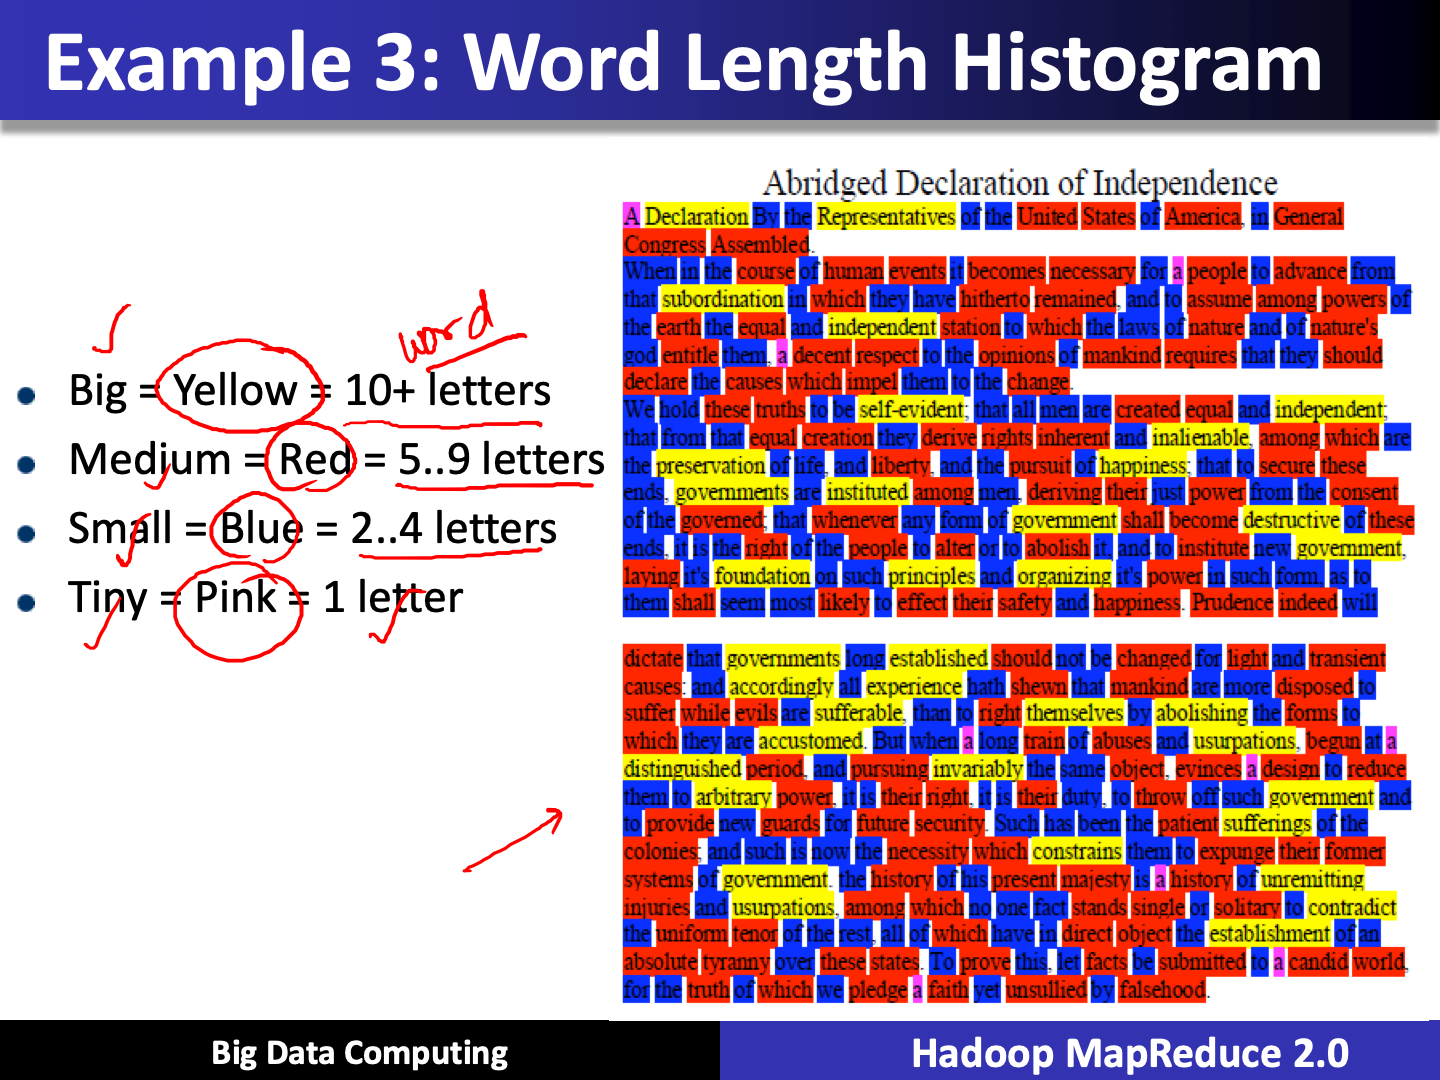 Example 3: Word Length Histogram
word
• Big = Yellow = 10+ letters
• Medium = Red = 5..9 letters
• Small = Blue = 2..4 letters
• Tiny = Pink = 1 letter
Abridged Declaration of Independence
A Declaration By the Representatives of the United States of America, in General
Congress Assembled.
When in the course of human events it becomes necessary for a people to advance from
that subordination in which they have hitherto remained, and to assume among powers of
the earth the equal and independent station to which the laws of nature and of nature's
god entitle them, a decent respect to the opinions of mankind requires that they should
declare the causes which impel them to the change.
We hold these truths to be self-evident; that all men are created equal and independent;
that from that equal creation they derive rights inherent and inalienable, among which are
the preservation of life, and liberty, and the pursuit of happiness; that to secure these
ends, governments are instituted among men, deriving their just power from the consent
of the governed; that whenever any form of government shall become destructive of these
ends, it is the right of the people to alter or to abolish it, and to institute new government,
laying it's foundation on such principles and organizing it's power in such form, as to
them shall seem most likely to effect their safety and happiness. Prudence indeed will
dictate that governments long established should not be changed for light and transient
causes: and accordingly all experience hath shewn that mankind are more disposed to
suffer while evils are sufferable, than to right themselves by abolishing the forms to
which they are accustomed. But when a long train of abuses and usurpations, begun at a
distinguished period, and pursuing invariably the same object, evinces a design to reduce
them to arbitrary power, it is their right, it is their duty, to throw off such government and
to provide new guards for future security. Such has been the patient sufferings of the
colonies; and such is now the necessity which constrains them to expunge their former
systems of government. the history of his present majesty is a history of unremitting
injuries and usurpations, among which no one fact stands single or solitary to contradict
the uniform tenor of the rest, all of which have in direct object the establishment of an
absolute tyranny over these states. To prove this, let facts be submitted to a candid world,
for the truth of which we pledge a faith yet unsullied by falsehood.
Big Data Computing
Hadoop MapReduce 2.0